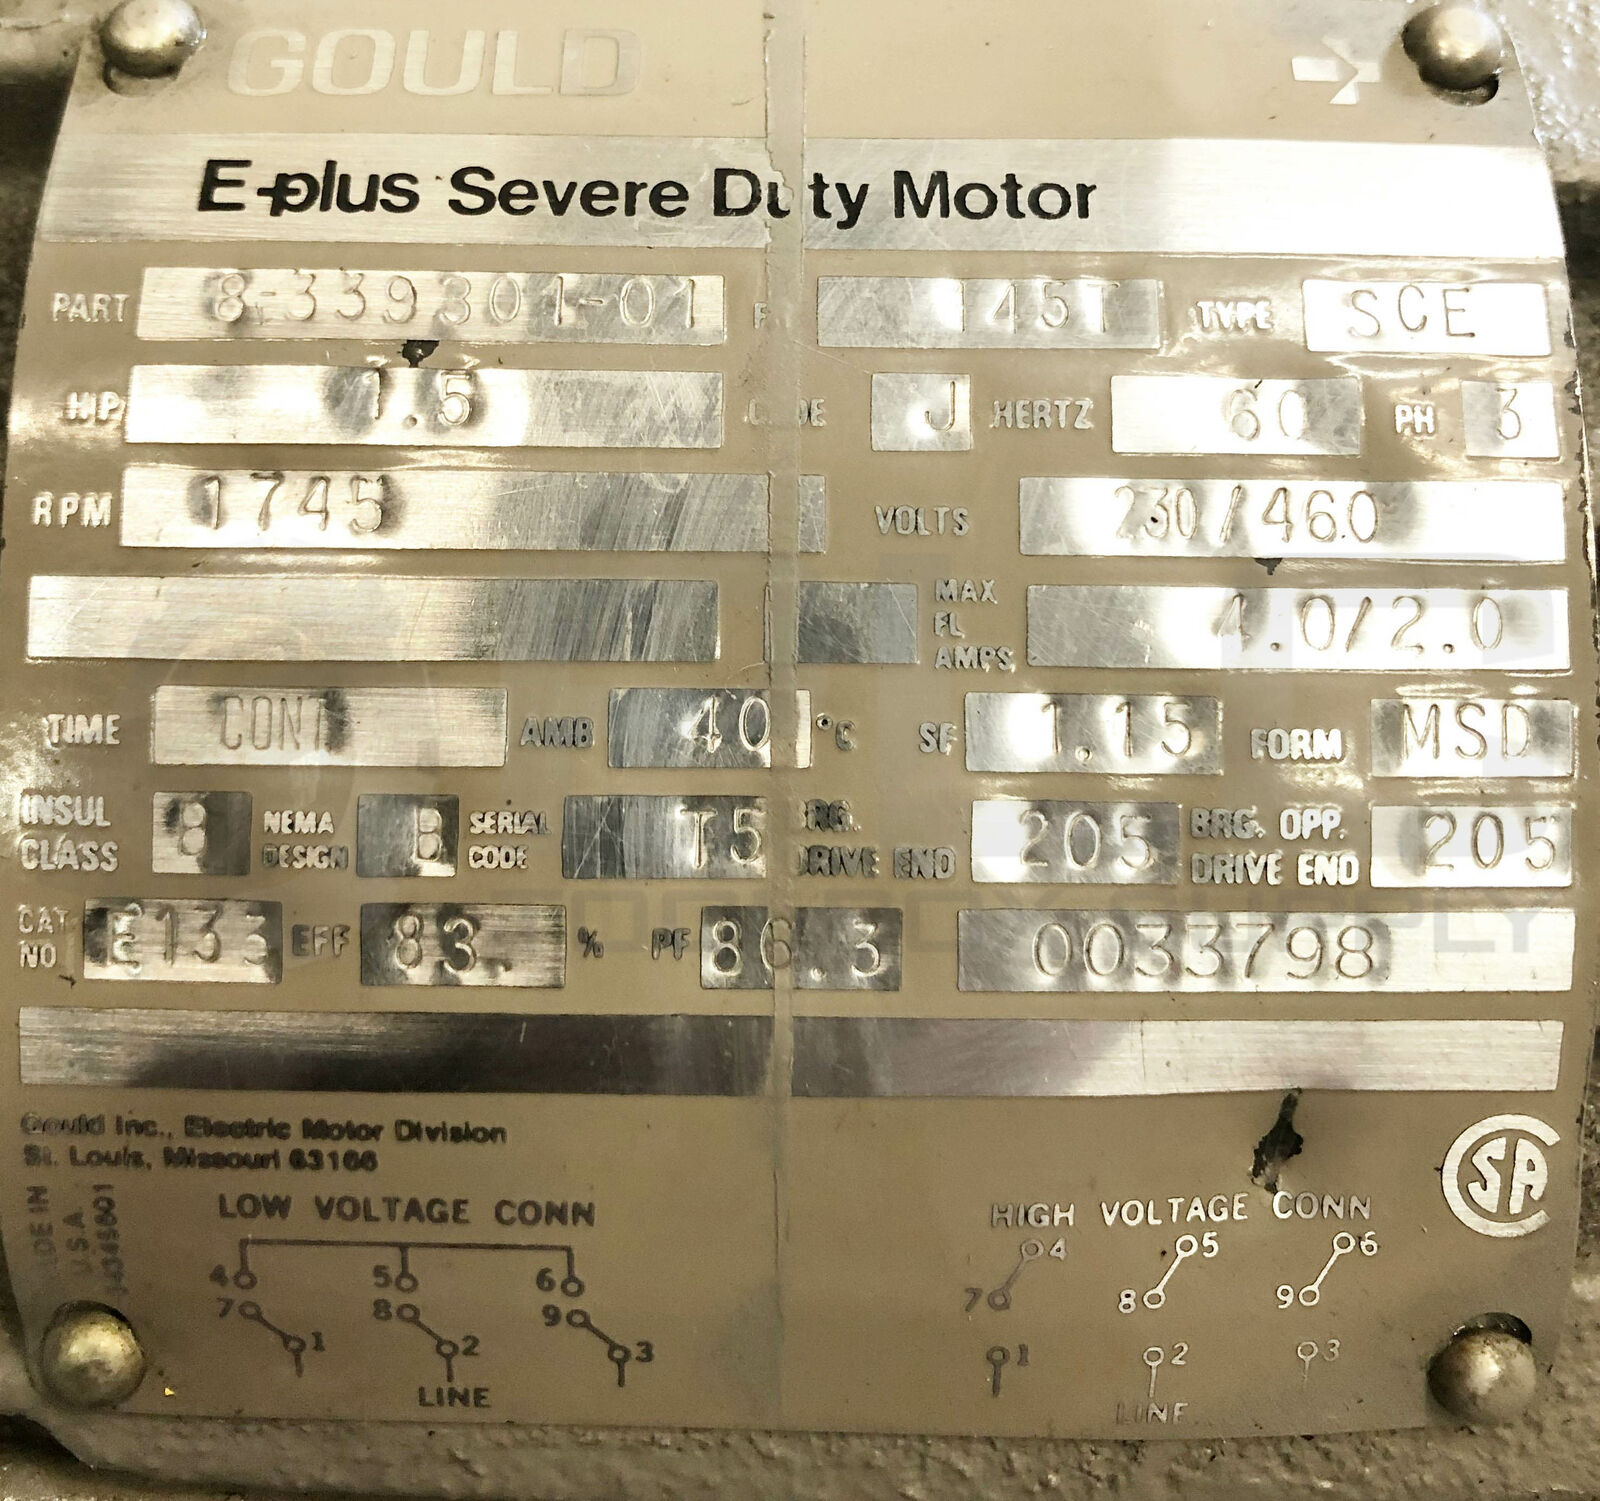 GOULD
E-plus Severe Duty Motor
PART 8-339301-01 145T TYPE SCE
HP 1.5 CODE J HERTZ 60 PH 3
RPM 1745 VOLTS 230/460
MAX FL AMPS 4.0/2.0
TIME CONT AMB 40 °C SF 1.15 FORM MSD
INSUL CLASS B NEMA DESIGN B SERIAL CODE T5 BRG. DRIVE END 205 BRG. OPP. DRIVE END 205
CAT NO E133 EFF 83. % PF 86.3 0033798
Gould Inc., Electric Motor Division
St. Louis, Missouri 63166
MADE IN
U.S.A.
LOW VOLTAGE CONN
4 5 6
7 8 9
1 2 3
LINE
HIGH VOLTAGE CONN
4 5 6
7 8 9
1 2 3
LINE
SA